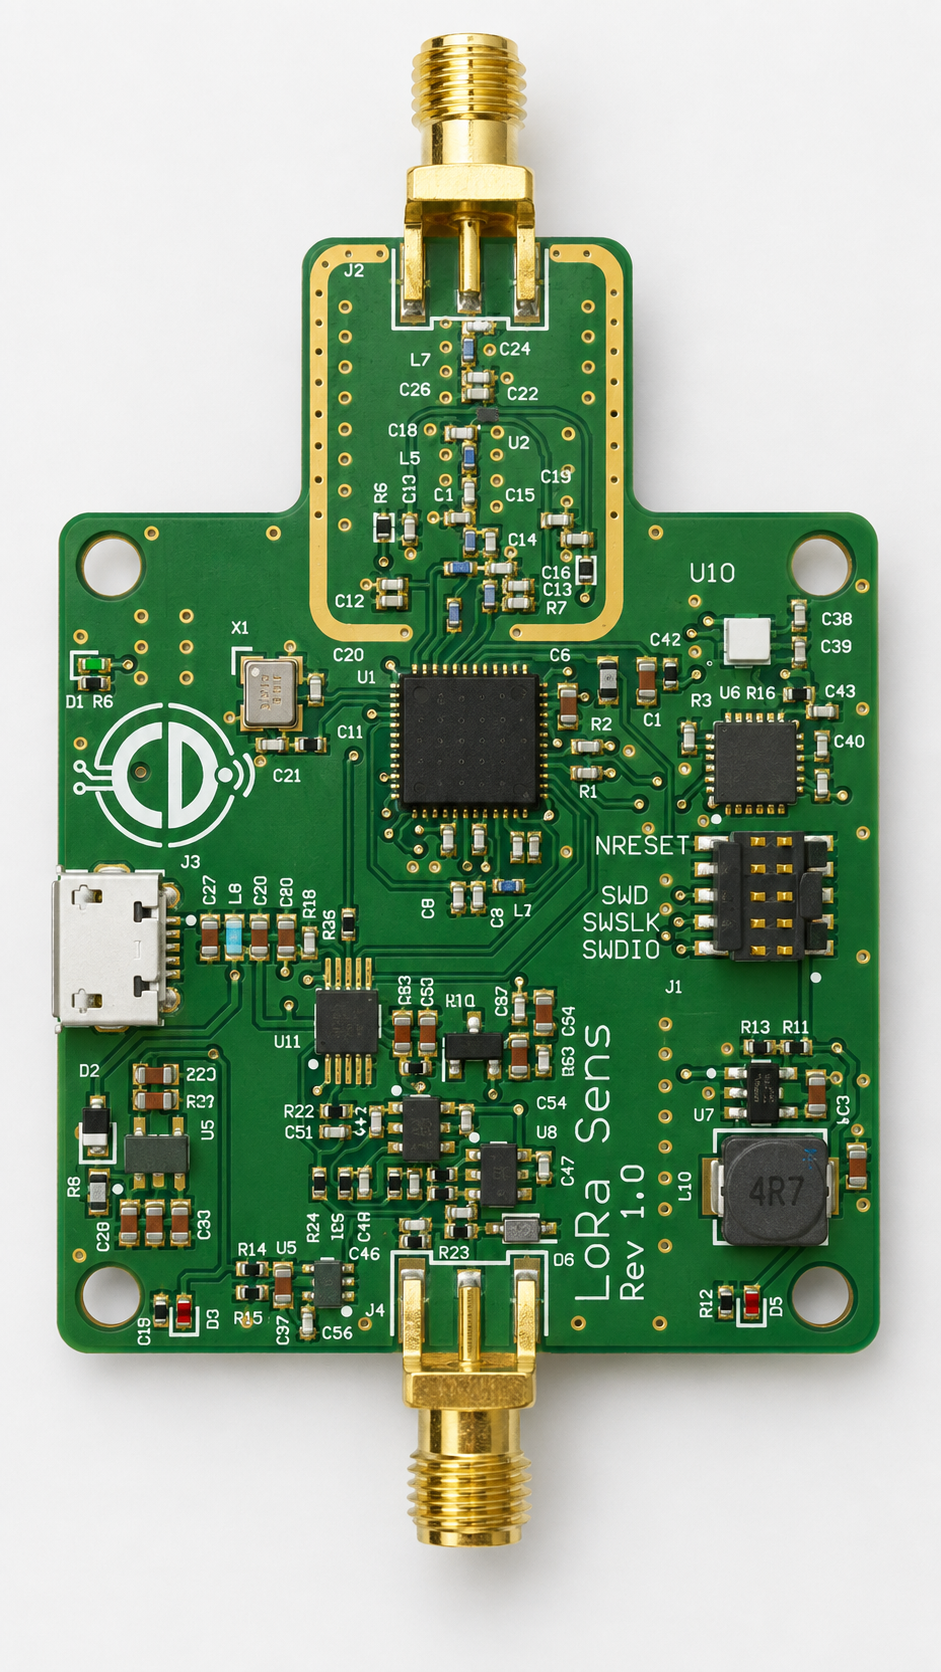 J2
L7
C24
C26
C22
C18
U2
L5
C19
R6
C13
C1
C15
C14
C16
C13
R7
C12
U10
X1
C20
U1
C6
C42
C38
C39
D1 R6
R3
U6
R16
C43
C11
R2
C1
C40
C21
R1
J3
NRESET
C27
L8
C20
C80
R18
R36
C8
C8
L7
SWD
SWSLK
SWDIO
J1
U11
R10
C87
C54
R63
R13
R11
D2
R22
C51
C54
U8
U7
C47
U5
R8
C28
C33
L10
4R7
LoRa Sens
Rev 1.0
R24
C48
C46
R23
D6
R14
U5
R15
J4
C19
D3
C97
C56
R12
D5